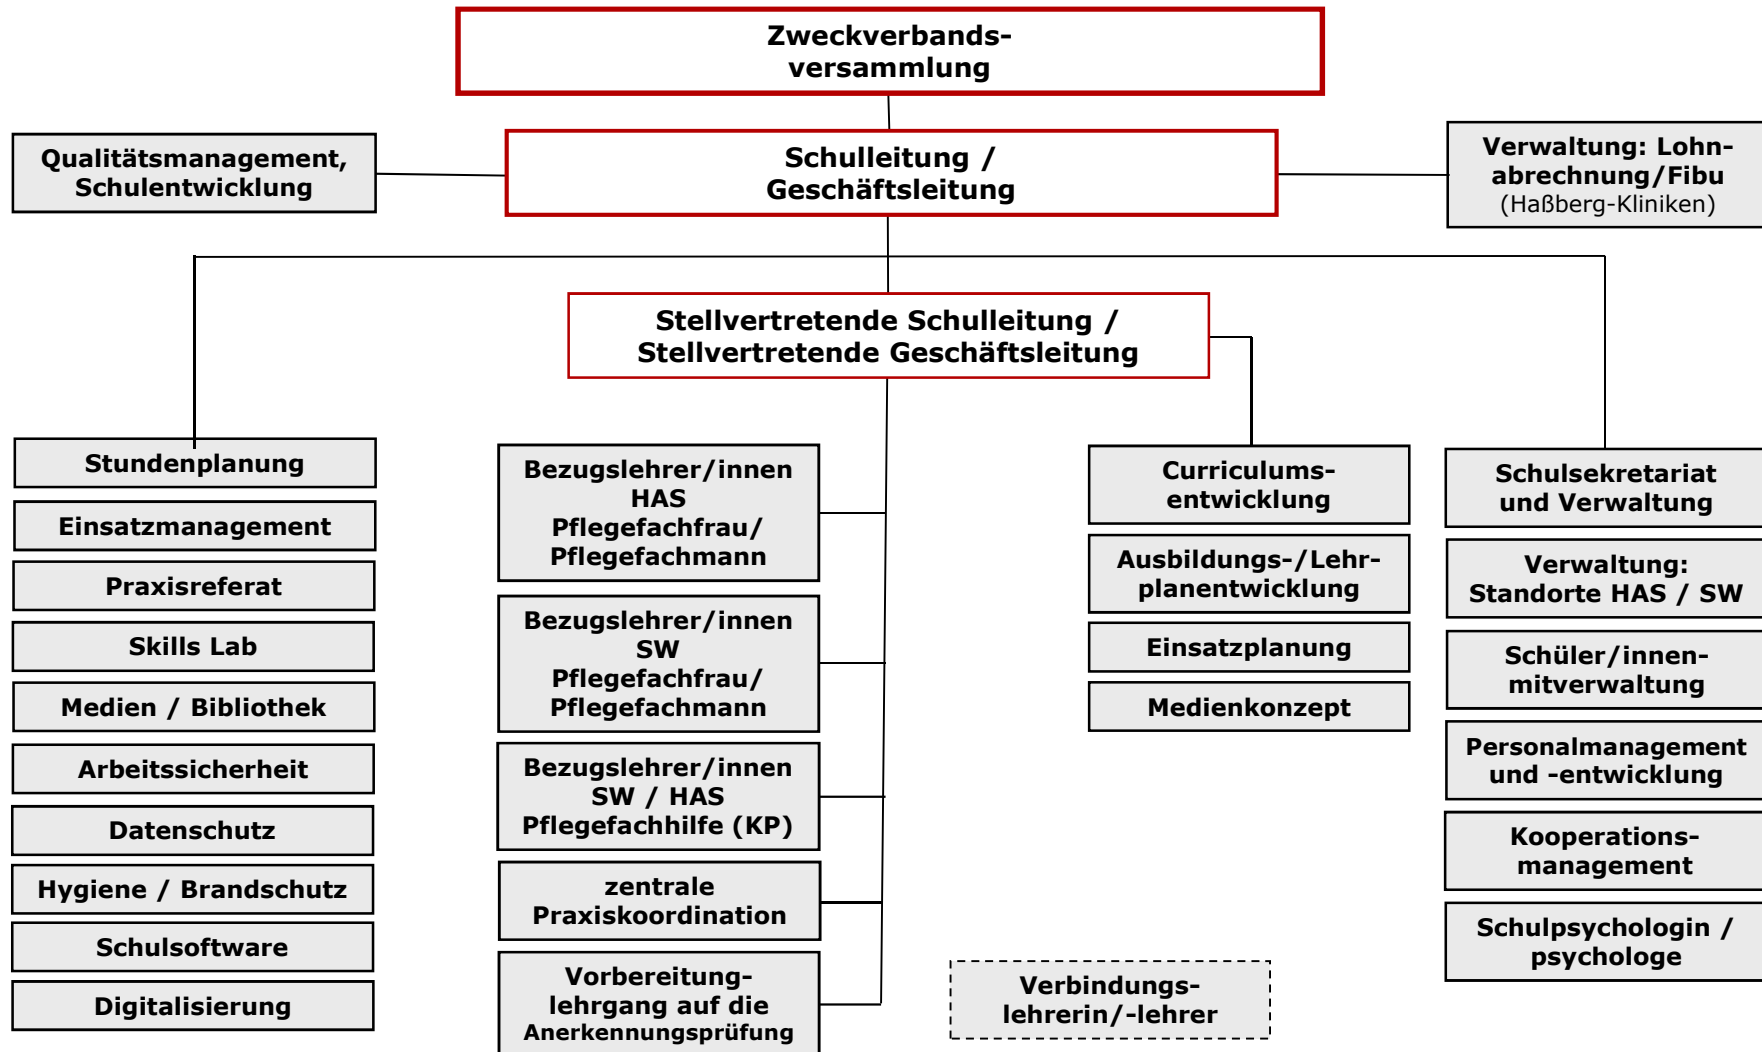 Zweckverbands-
versammlung
Qualitätsmanagement,
Schulentwicklung
Schulleitung /
Geschäftsleitung
Verwaltung: Lohn-
abrechnung/Fibu
(Haßberg-Kliniken)
Stellvertretende Schulleitung /
Stellvertretende Geschäftsleitung
Stundenplanung
Einsatzmanagement
Praxisreferat
Skills Lab
Medien / Bibliothek
Arbeitssicherheit
Datenschutz
Hygiene / Brandschutz
Schulsoftware
Digitalisierung
Bezugslehrer/innen
HAS
Pflegefachfrau/
Pflegefachmann
Bezugslehrer/innen
SW
Pflegefachfrau/
Pflegefachmann
Bezugslehrer/innen
SW / HAS
Pflegefachhilfe (KP)
zentrale
Praxiskoordination
Vorbereitung-
lehrgang auf die
Anerkennungsprüfung
Curriculums-
entwicklung
Ausbildungs-/Lehr-
planentwicklung
Einsatzplanung
Medienkonzept
Verbindungs-
lehrerin/-lehrer
Schulsekretariat
und Verwaltung
Verwaltung:
Standorte HAS / SW
Schüler/innen-
mitverwaltung
Personalmanagement
und -entwicklung
Kooperations-
management
Schulpsychologin /
psychologe